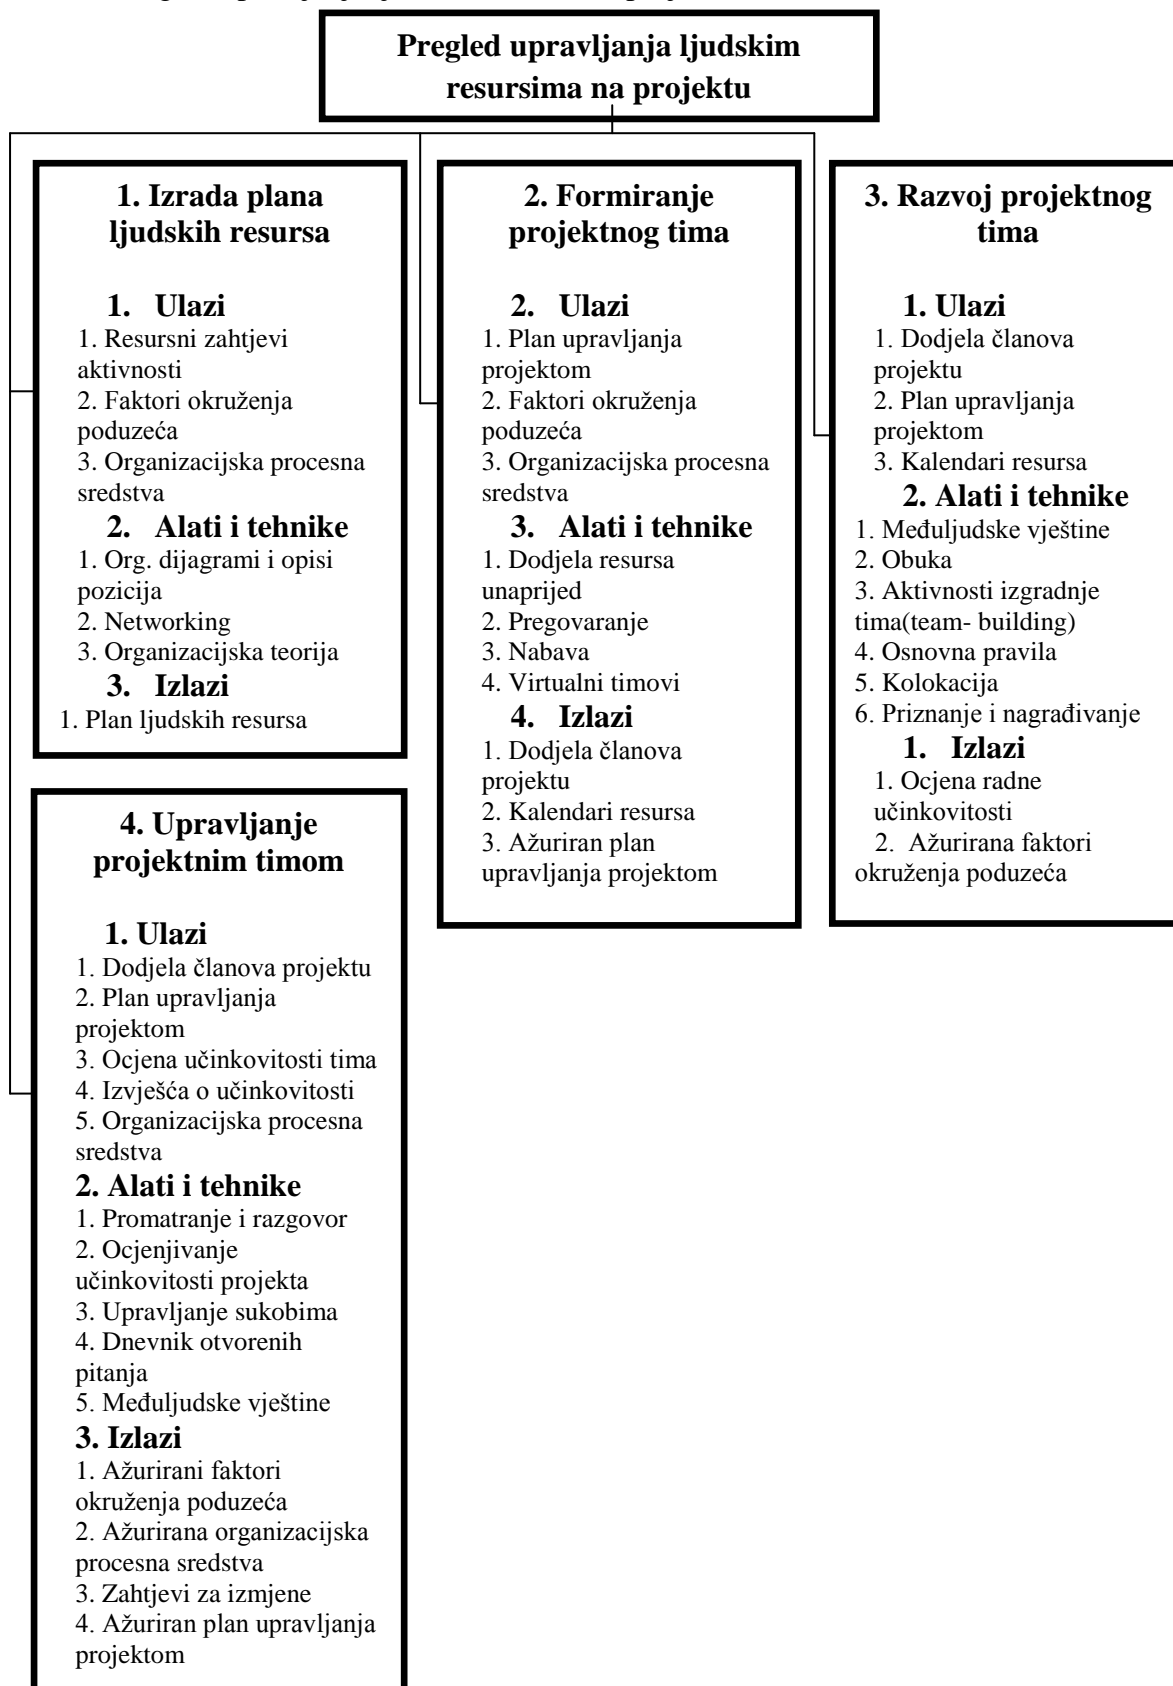 Pregled upravljanja ljudskim
resursima na projektu
1. Izrada plana
ljudskih resursa
1. Ulazi
1. Resursni zahtjevi
aktivnosti
2. Faktori okruženja
poduzeća
3. Organizacijska procesna
sredstva
2. Alati i tehnike
1. Org. dijagrami i opisi
pozicija
2. Networking
3. Organizacijska teorija
3. Izlazi
1. Plan ljudskih resursa
2. Formiranje
projektnog tima
2. Ulazi
1. Plan upravljanja
projektom
2. Faktori okruženja
poduzeća
3. Organizacijska procesna
sredstva
3. Alati i tehnike
1. Dodjela resursa
unaprijed
2. Pregovaranje
3. Nabava
4. Virtualni timovi
4. Izlazi
1. Dodjela članova
projektu
2. Kalendari resursa
3. Ažuriran plan
upravljanja projektom
3. Razvoj projektnog
tima
1. Ulazi
1. Dodjela članova
projektu
2. Plan upravljanja
projektom
3. Kalendari resursa
2. Alati i tehnike
1. Međuljudske vještine
2. Obuka
3. Aktivnosti izgradnje
tima(team- building)
4. Osnovna pravila
5. Kolokacija
6. Priznanje i nagrađivanje
1. Izlazi
1. Ocjena radne
učinkovitosti
2. Ažurirana faktori
okruženja poduzeća
4. Upravljanje
projektnim timom
1. Ulazi
1. Dodjela članova projektu
2. Plan upravljanja
projektom
3. Ocjena učinkovitosti tima
4. Izvješća o učinkovitosti
5. Organizacijska procesna
sredstva
2. Alati i tehnike
1. Promatranje i razgovor
2. Ocjenjivanje
učinkovitosti projekta
3. Upravljanje sukobima
4. Dnevnik otvorenih
pitanja
5. Međuljudske vještine
3. Izlazi
1. Ažurirani faktori
okruženja poduzeća
2. Ažurirana organizacijska
procesna sredstva
3. Zahtjevi za izmjene
4. Ažuriran plan upravljanja
projektom